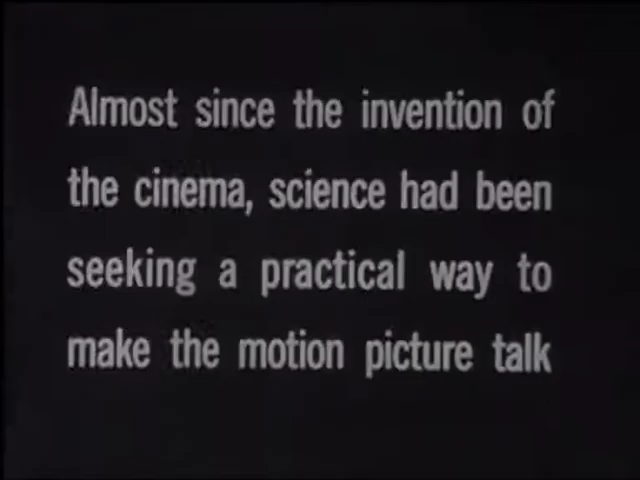 Almost since the invention of
the cinema, science had been
seeking a practical way to
make the motion picture talk